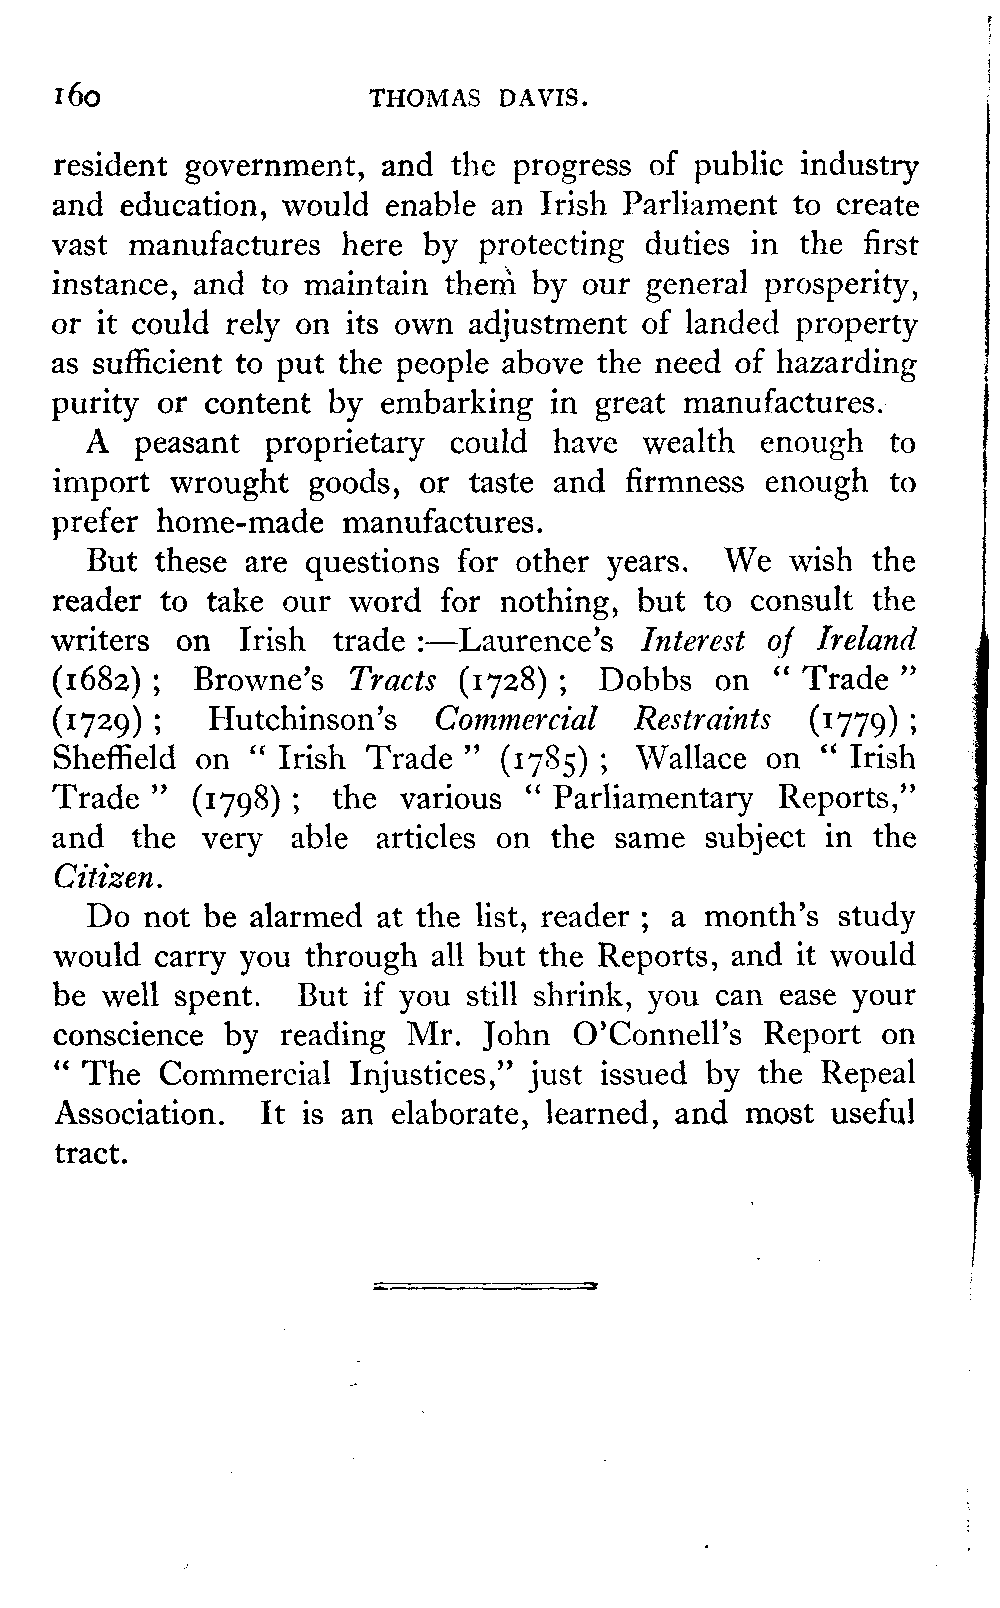 160 THOMAS DAVIS.
resident government, and the progress of public industry
and education, would enable an Irish Parliament to create
vast manufactures here by protecting duties in the first
instance, and to maintain them by our general prosperity,
or it could rely on its own adjustment of landed property
as sufficient to put the people above the need of hazarding
purity or content by embarking in great manufactures.
A peasant proprietary could have wealth enough to
import wrought goods, or taste and firmness enough to
prefer home-made manufactures.
But these are questions for other years. We wish the
reader to take our word for nothing, but to consult the
writers on Irish trade :—Laurence's Interest of Ireland
(1682) ; Browne's Tracts (1728) ; Dobbs on “ Trade ”
(1729) ; Hutchinson's Commercial Restraints (1779) ;
Sheffield on “ Irish Trade ” (1785) ; Wallace on “ Irish
Trade ” (1798) ; the various “ Parliamentary Reports,”
and the very able articles on the same subject in the
Citizen.
Do not be alarmed at the list, reader ; a month's study
would carry you through all but the Reports, and it would
be well spent. But if you still shrink, you can ease your
conscience by reading Mr. John O'Connell's Report on
“ The Commercial Injustices,” just issued by the Repeal
Association. It is an elaborate, learned, and most useful
tract.